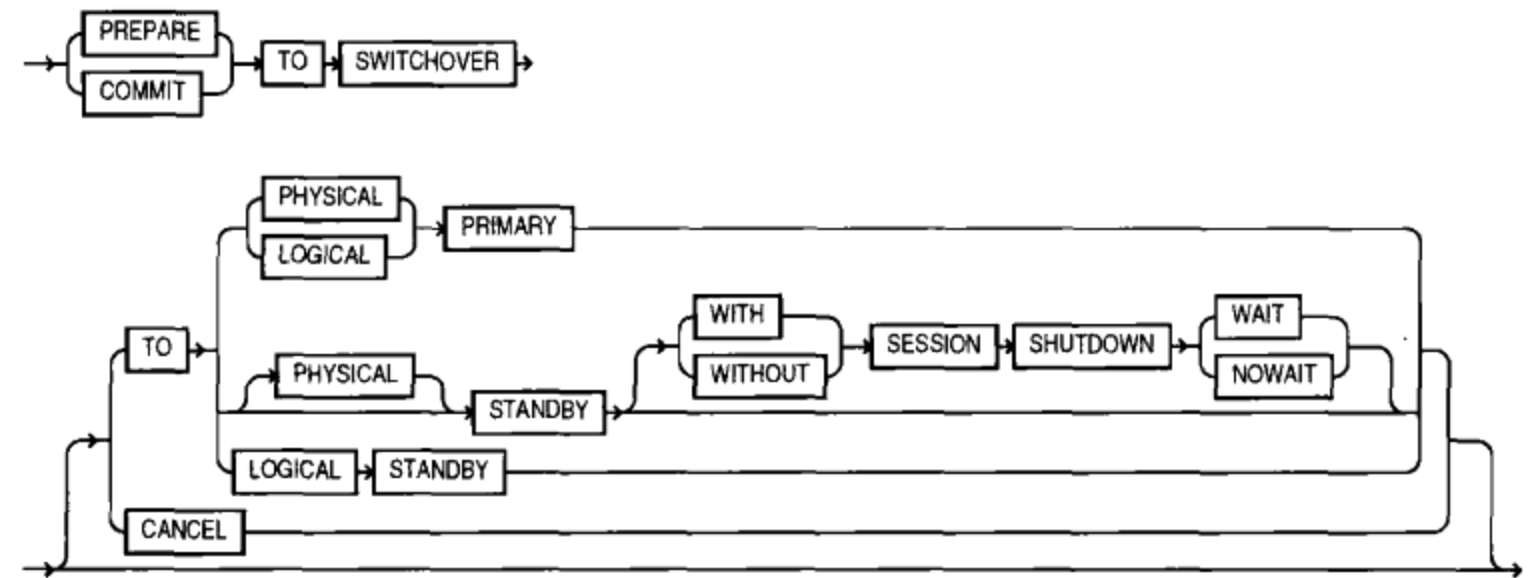 PREPARE
COMMIT
TO SWITCHOVER
PHYSICAL
LOGICAL
PRIMARY
TO
PHYSICAL
STANDBY
WITH
WITHOUT
SESSION SHUTDOWN
WAIT
NOWAIT
LOGICAL STANDBY
CANCEL